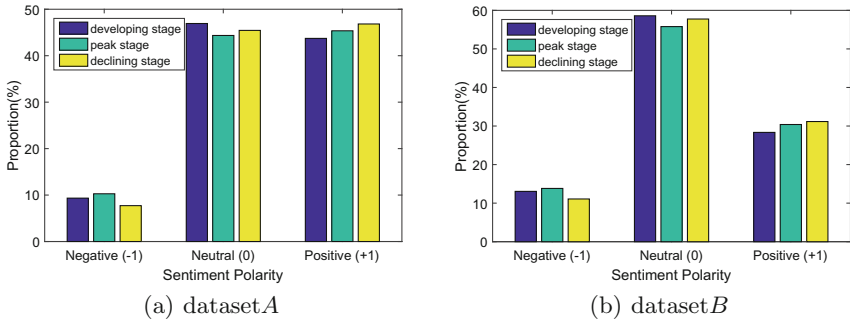 50
40
30
20
10
0
Proportion(%)
developing stage
peak stage
declining stage
Negative (-1) Neutral (0) Positive (+1)
Sentiment Polarity
(a) datasetA
60
50
40
30
20
10
0
Proportion(%)
developing stage
peak stage
declining stage
Negative (-1) Neutral (0) Positive (+1)
Sentiment Polarity
(b) datasetB